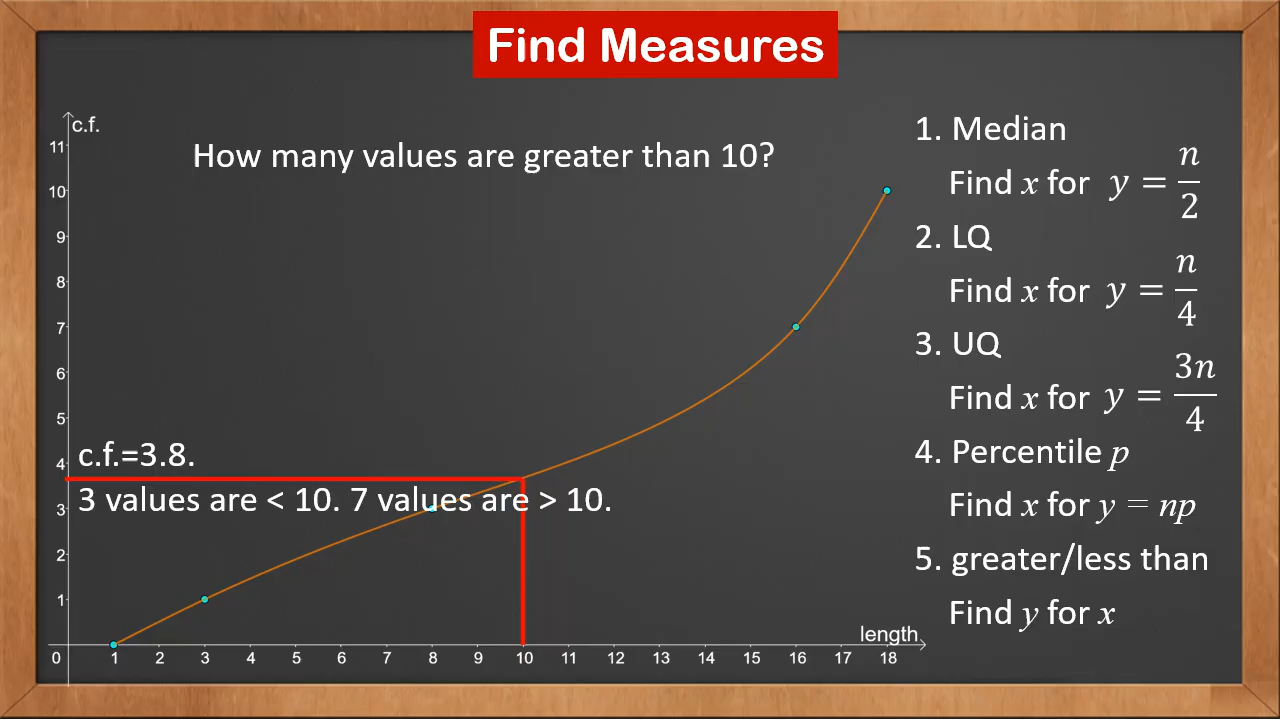 Find Measures
c.f.
How many values are greater than 10?
11
10
9
8
7
6
5
4
3
2
1
c.f.=3.8.
3 values are < 10. 7 values are > 10.
length
0 1 2 3 4 5 6 7 8 9 10 11 12 13 14 15 16 17 18
1. Median
Find x for y = n/2
2. LQ
Find x for y = n/4
3. UQ
Find x for y = 3n/4
4. Percentile p
Find x for y = np
5. greater/less than
Find y for x